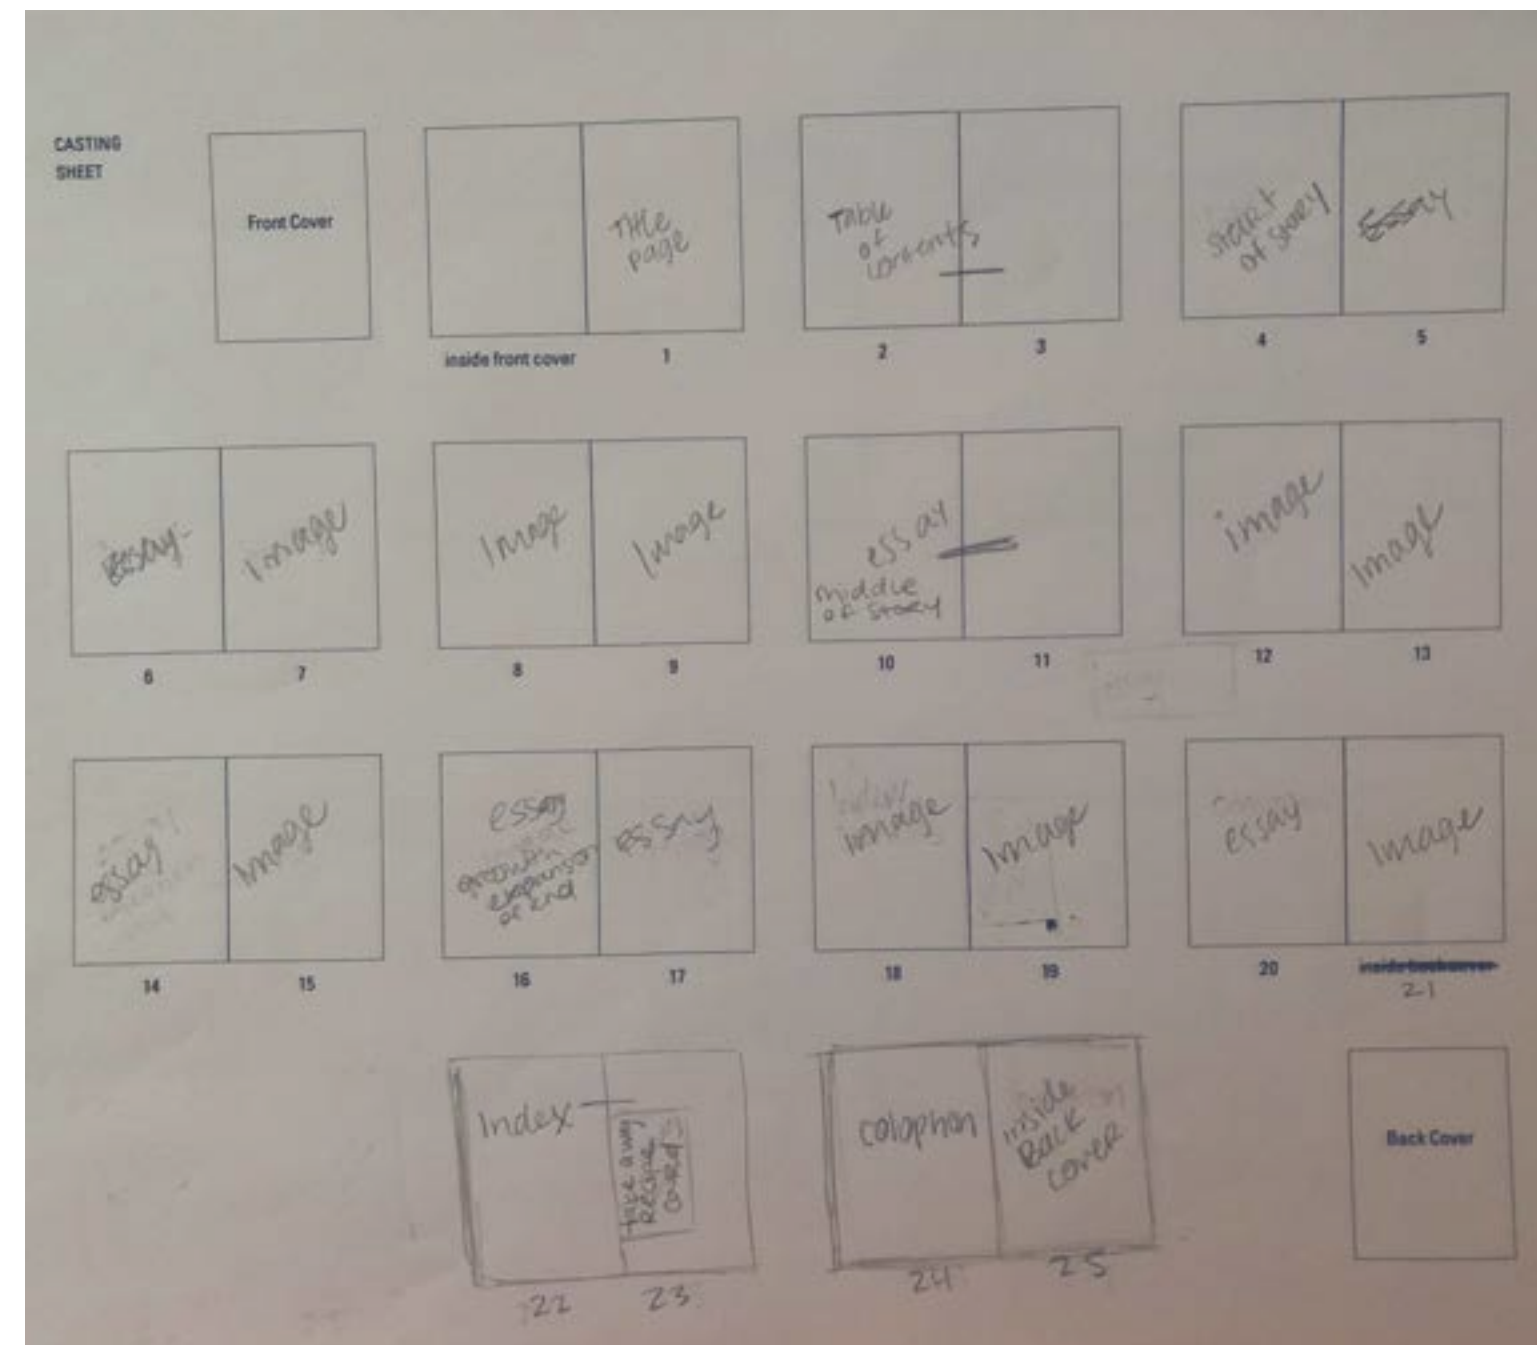 CASTING
SHEET
Front Cover
Title
page
inside front cover
1
Table
of
contents
2
3
start
of story
Essay
4
5
essay
Image
6
7
Image
Image
8
9
essay
middle
of story
10
11
image
Image
12
13
essay
Image
14
15
essay
growth
expansion
or end
essay
16
17
Index
image
Image
18
19
essay
Image
20
inside back cover
21
Index
take away
Recipe
card
22
23
colophon
inside
Back
cover
24
25
Back Cover